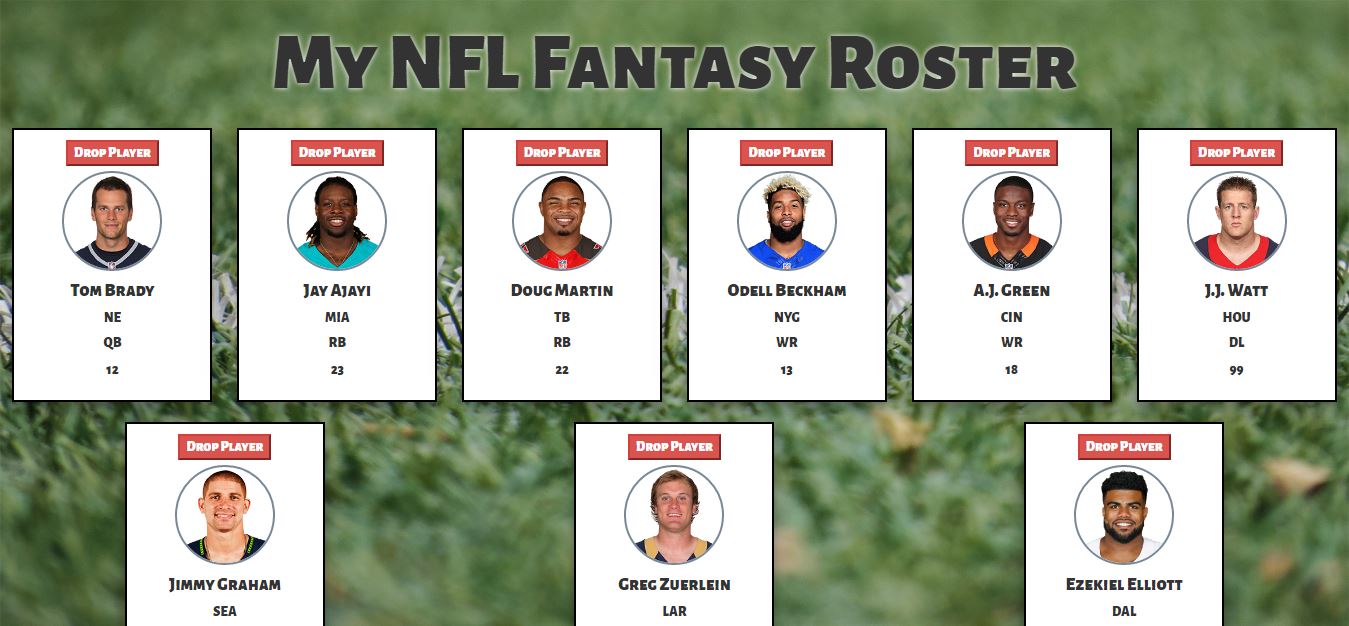 My NFL Fantasy Roster
Drop Player
Tom Brady
NE
QB
12
Drop Player
Jay Ajayi
MIA
RB
23
Drop Player
Doug Martin
TB
RB
22
Drop Player
Odell Beckham
NYG
WR
13
Drop Player
A.J. Green
CIN
WR
18
Drop Player
J.J. Watt
HOU
DL
99
Drop Player
Jimmy Graham
SEA
Drop Player
Greg Zuerlein
LAR
Drop Player
Ezekiel Elliott
DAL